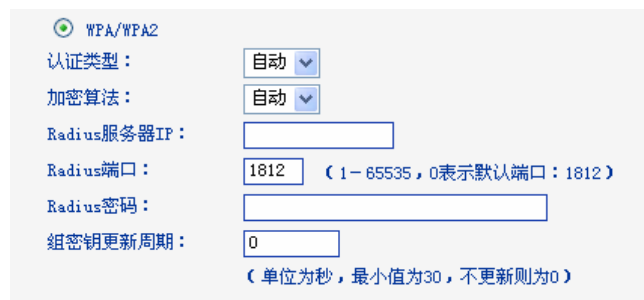 WPA/WPA2
认证类型： 自动
加密算法： 自动
Radius服务器IP：
Radius端口： 1812 （1－65535，0表示默认端口：1812）
Radius密码：
组密钥更新周期： 0
（单位为秒，最小值为30，不更新则为0）